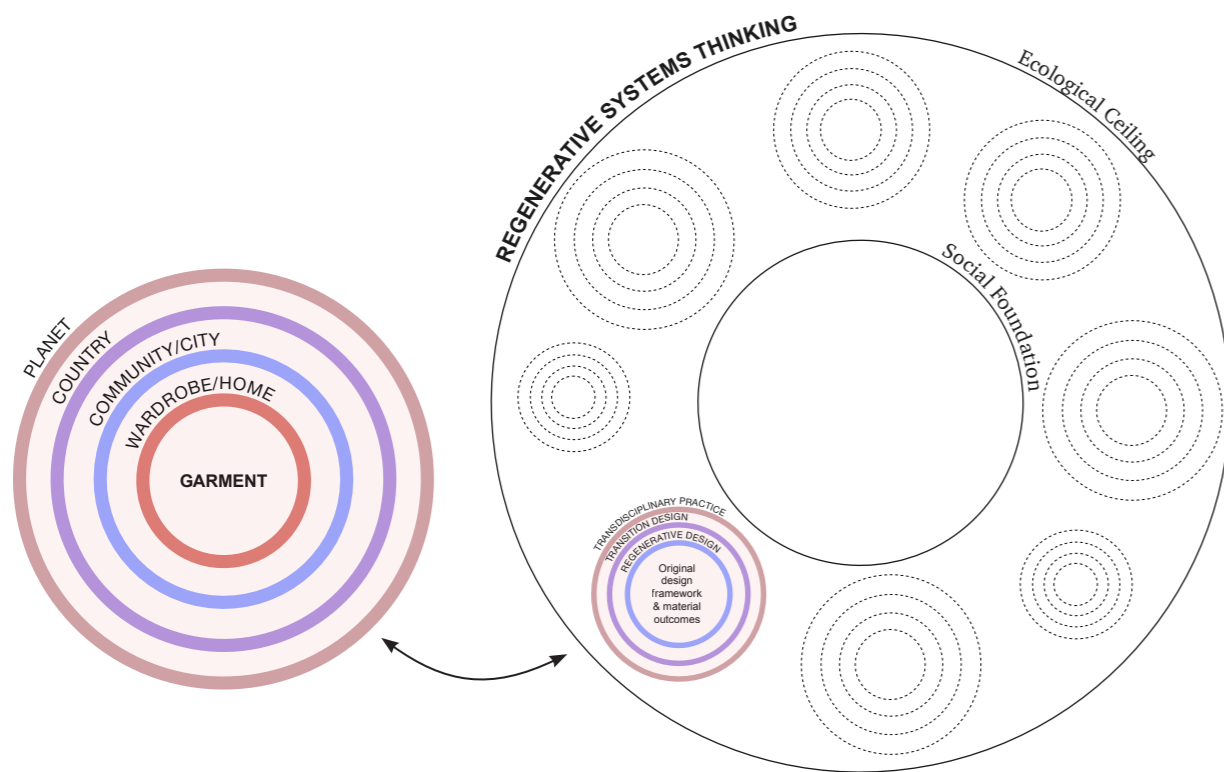 PLANET
COUNTRY
COMMUNITY/CITY
WARDROBE/HOME
GARMENT
REGENERATIVE SYSTEMS THINKING
Ecological Ceiling
Social Foundation
TRANSDISCIPLINARY PRACTICE
TRANSITION DESIGN
REGENERATIVE DESIGN
Original
design
framework
& material
outcomes